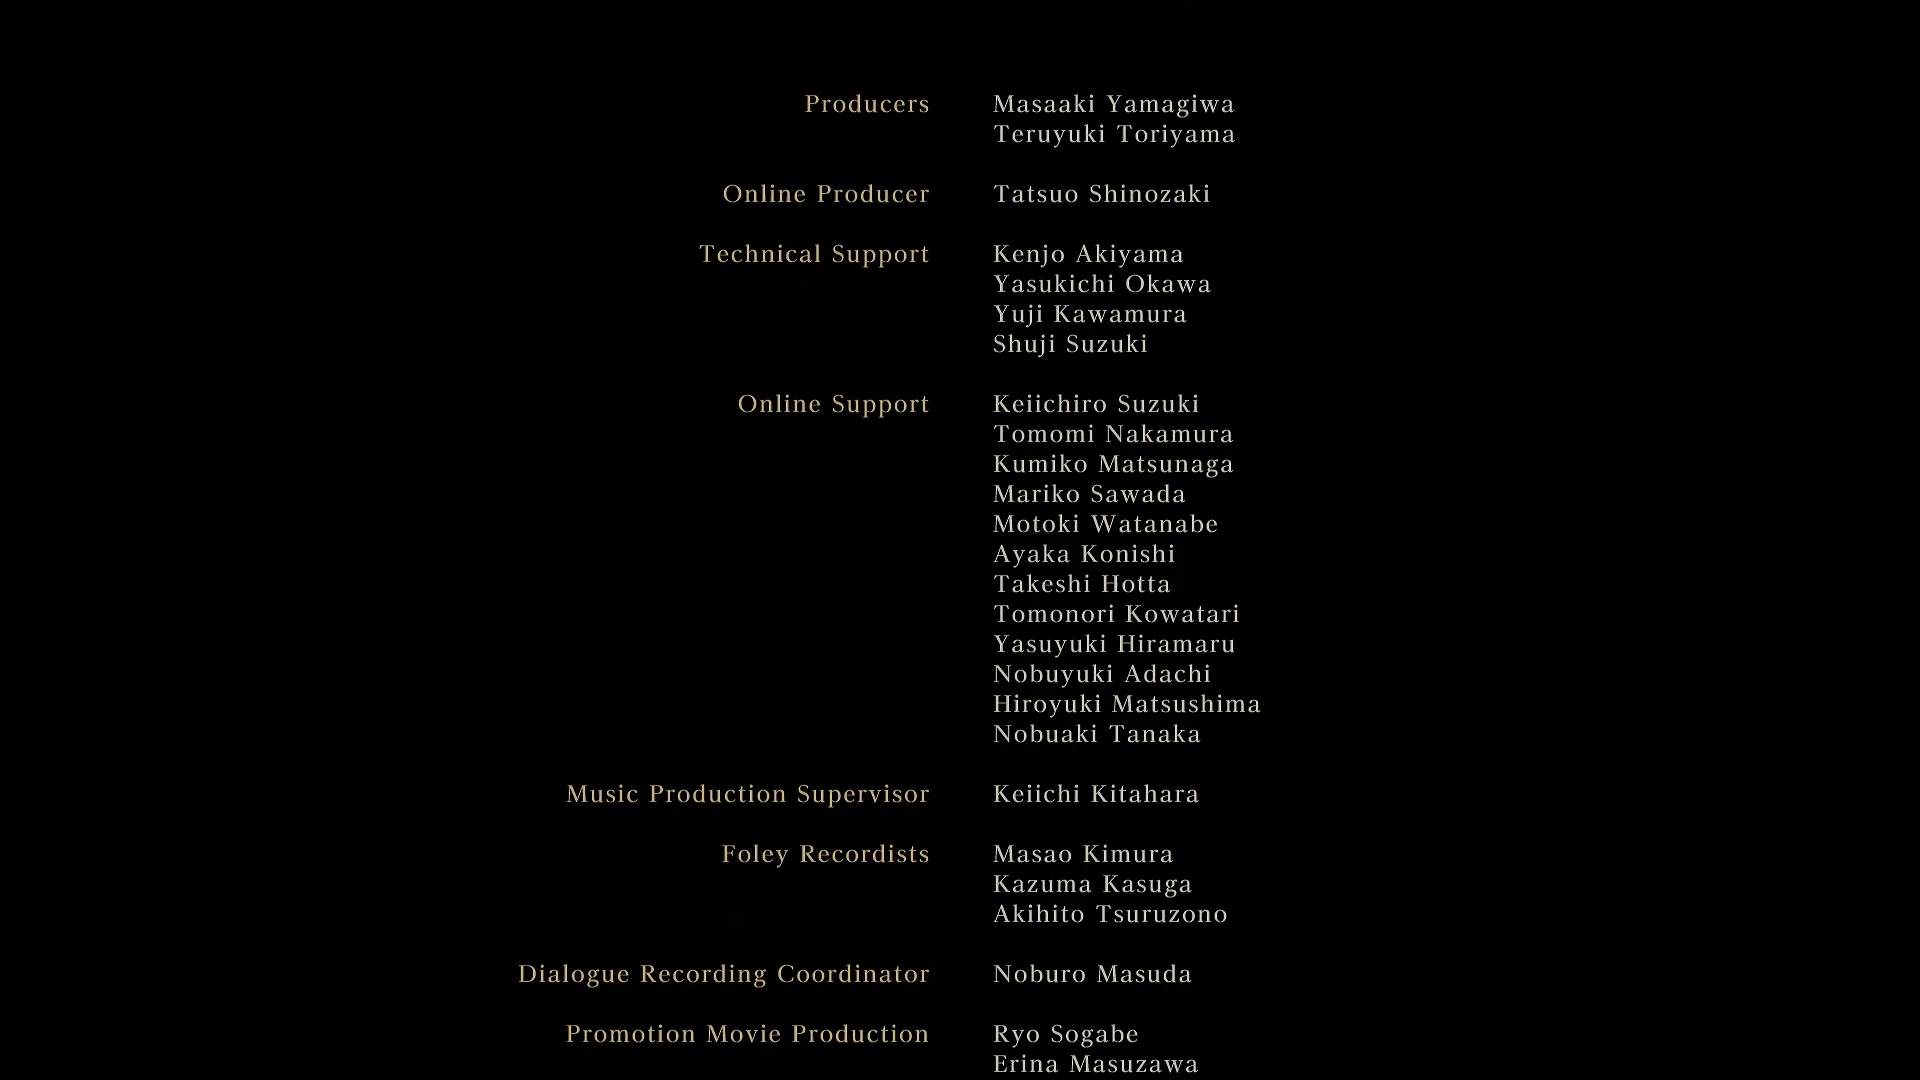 Producers Masaaki Yamagiwa
Teruyuki Toriyama
Online Producer Tatsuo Shinozaki
Technical Support Kenjo Akiyama
Yasukichi Okawa
Yuji Kawamura
Shuji Suzuki
Online Support Keiichiro Suzuki
Tomomi Nakamura
Kumiko Matsunaga
Mariko Sawada
Motoki Watanabe
Ayaka Konishi
Takeshi Hotta
Tomonori Kowatari
Yasuyuki Hiramaru
Nobuyuki Adachi
Hiroyuki Matsushima
Nobuaki Tanaka
Music Production Supervisor Keiichi Kitahara
Foley Recordists Masao Kimura
Kazuma Kasuga
Akihito Tsuruzono
Dialogue Recording Coordinator Noburo Masuda
Promotion Movie Production Ryo Sogabe
Erina Masuzawa